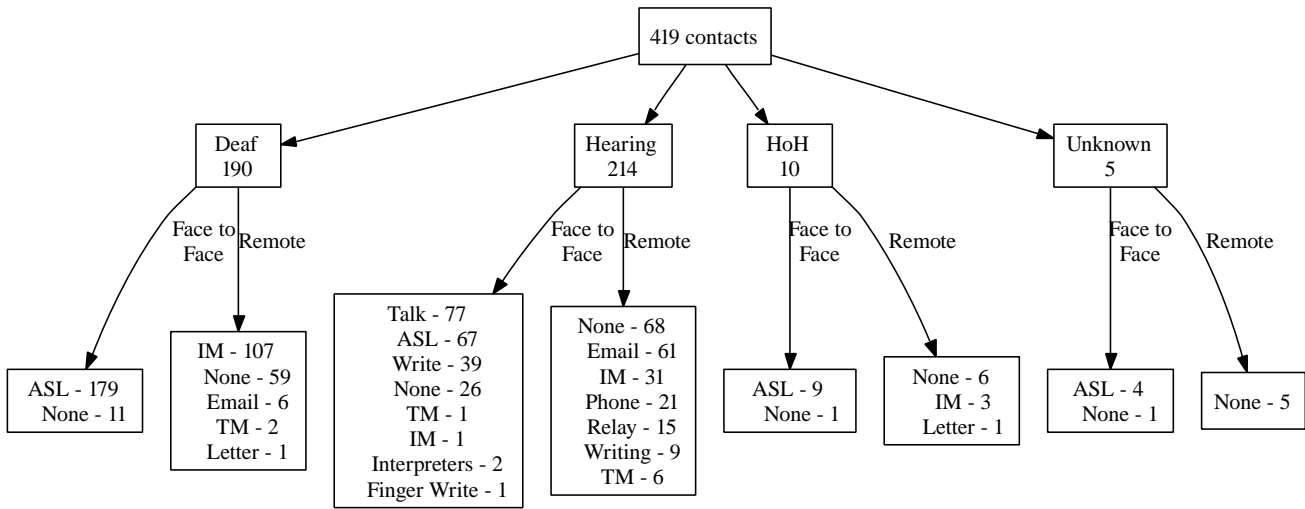 419 contacts
Deaf
190
Hearing
214
HoH
10
Unknown
5
Face to
Face
Remote
Face to
Face
Remote
Face to
Face
Remote
Face to
Face
Remote
ASL - 179
None - 11
IM - 107
None - 59
Email - 6
TM - 2
Letter - 1
Talk - 77
ASL - 67
Write - 39
None - 26
TM - 1
IM - 1
Interpreters - 2
Finger Write - 1
None - 68
Email - 61
IM - 31
Phone - 21
Relay - 15
Writing - 9
TM - 6
ASL - 9
None - 1
None - 6
IM - 3
Letter - 1
ASL - 4
None - 1
None - 5